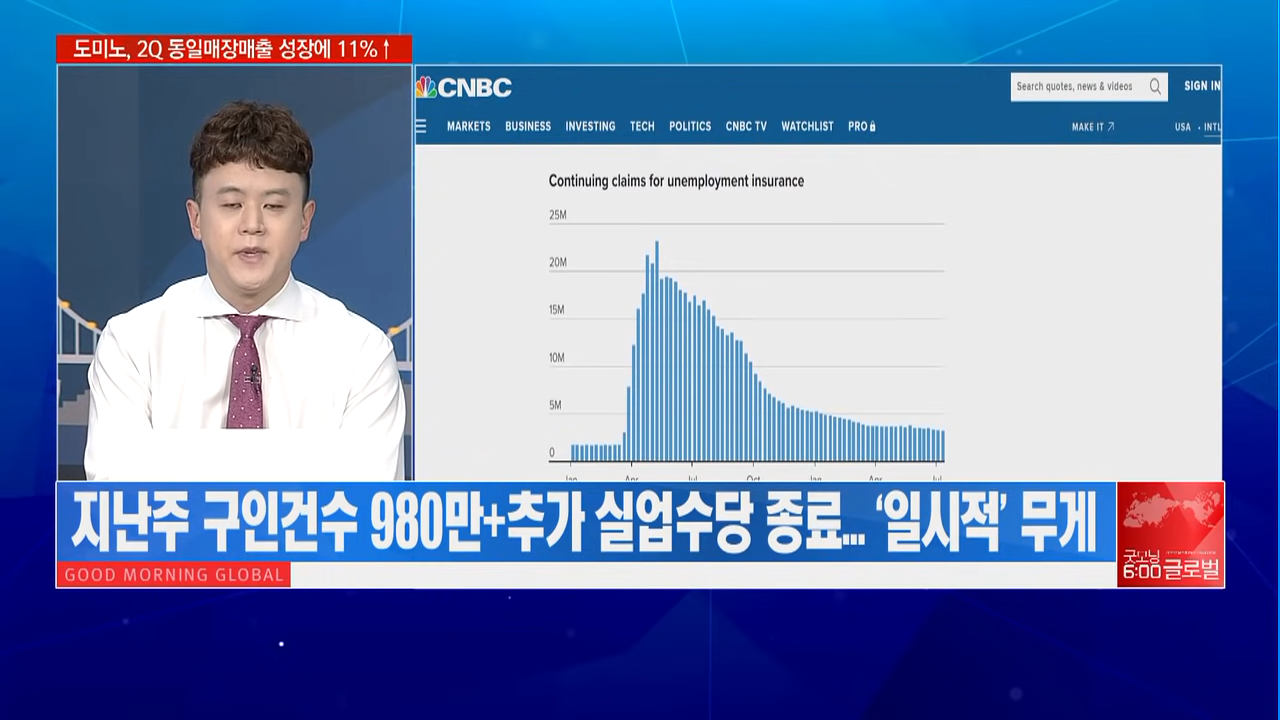 도미노, 2Q 동일매장매출 성장에 11%↑
CNBC
Search quotes, news & videos
SIGN IN
MARKETS BUSINESS INVESTING TECH POLITICS CNBC TV WATCHLIST PRO
MAKE IT USA · INTL
Continuing claims for unemployment insurance
25M
20M
15M
10M
5M
0
Jan Apr Jul Oct Jan Apr Jul
지난주 구인건수 980만+추가 실업수당 종료... ‘일시적’ 무게
GOOD MORNING GLOBAL
굿모닝
6:00 글로벌